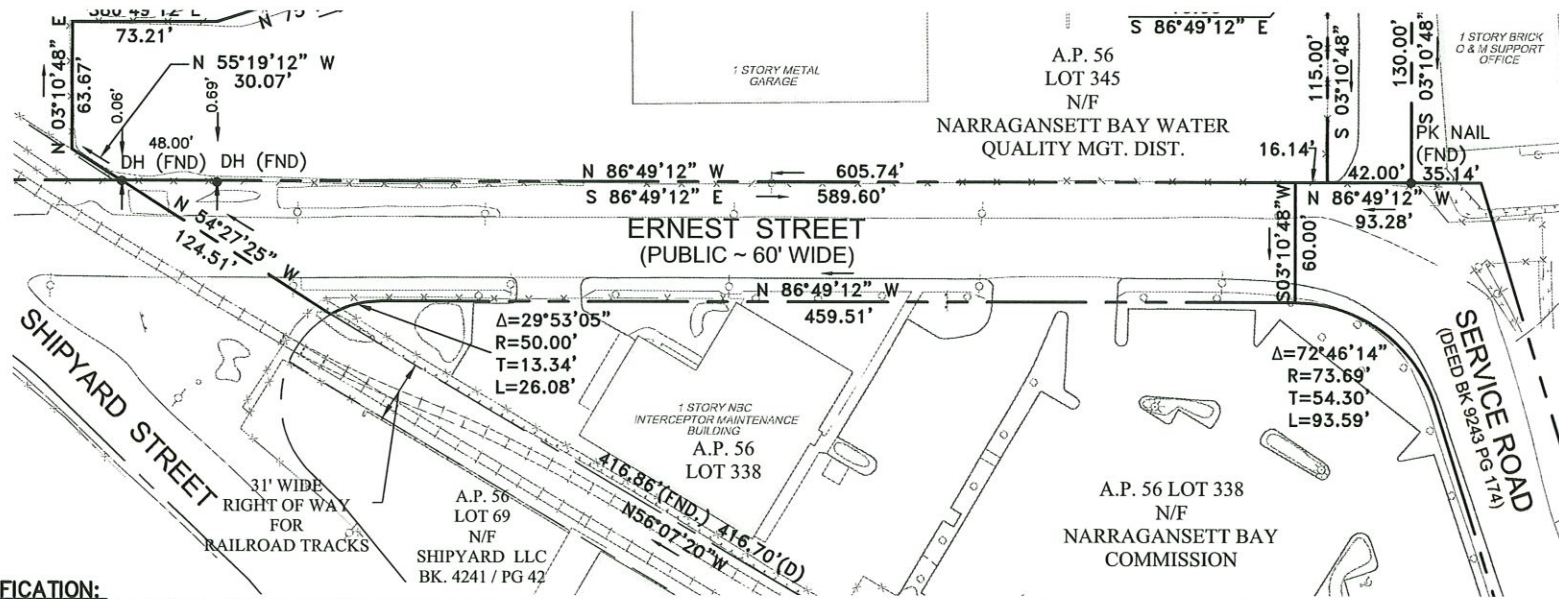 73.21'
N 03°10'48" E
63.67'
N 55°19'12" W
30.07'
0.06'
0.69'
48.00'
DH (FND)
DH (FND)
1 STORY METAL
GARAGE
S 86°49'12" E
A.P. 56
LOT 345
N/F
NARRAGANSETT BAY WATER
QUALITY MGT. DIST.
115.00'
S 03°10'48"
130.00'
S 03°10'48"
1 STORY BRICK
O & M SUPPORT
OFFICE
PK NAIL
(FND)
16.14'
42.00'
35.14'
N 86°49'12" W
605.74'
S 86°49'12" E
589.60'
N 86°49'12" W
93.28'
ERNEST STREET
(PUBLIC ~ 60' WIDE)
S03°10'48"W
60.00'
N 54°27'25" W
124.51'
N 86°49'12" W
459.51'
Δ=29°53'05"
R=50.00'
T=13.34'
L=26.08'
Δ=72°46'14"
R=73.69'
T=54.30'
L=93.59'
SERVICE ROAD
(DEED BK 9243 PG 174)
SHIPYARD STREET
1 STORY NBC
INTERCEPTOR MAINTENANCE
BUILDING
A.P. 56
LOT 338
31' WIDE
RIGHT OF WAY
FOR
RAILROAD TRACKS
A.P. 56
LOT 69
N/F
SHIPYARD LLC
BK. 4241 / PG 42
416.86'(FND.) 416.70'(D)
N56°07'20"W
A.P. 56 LOT 338
N/F
NARRAGANSETT BAY
COMMISSION
FICATION: